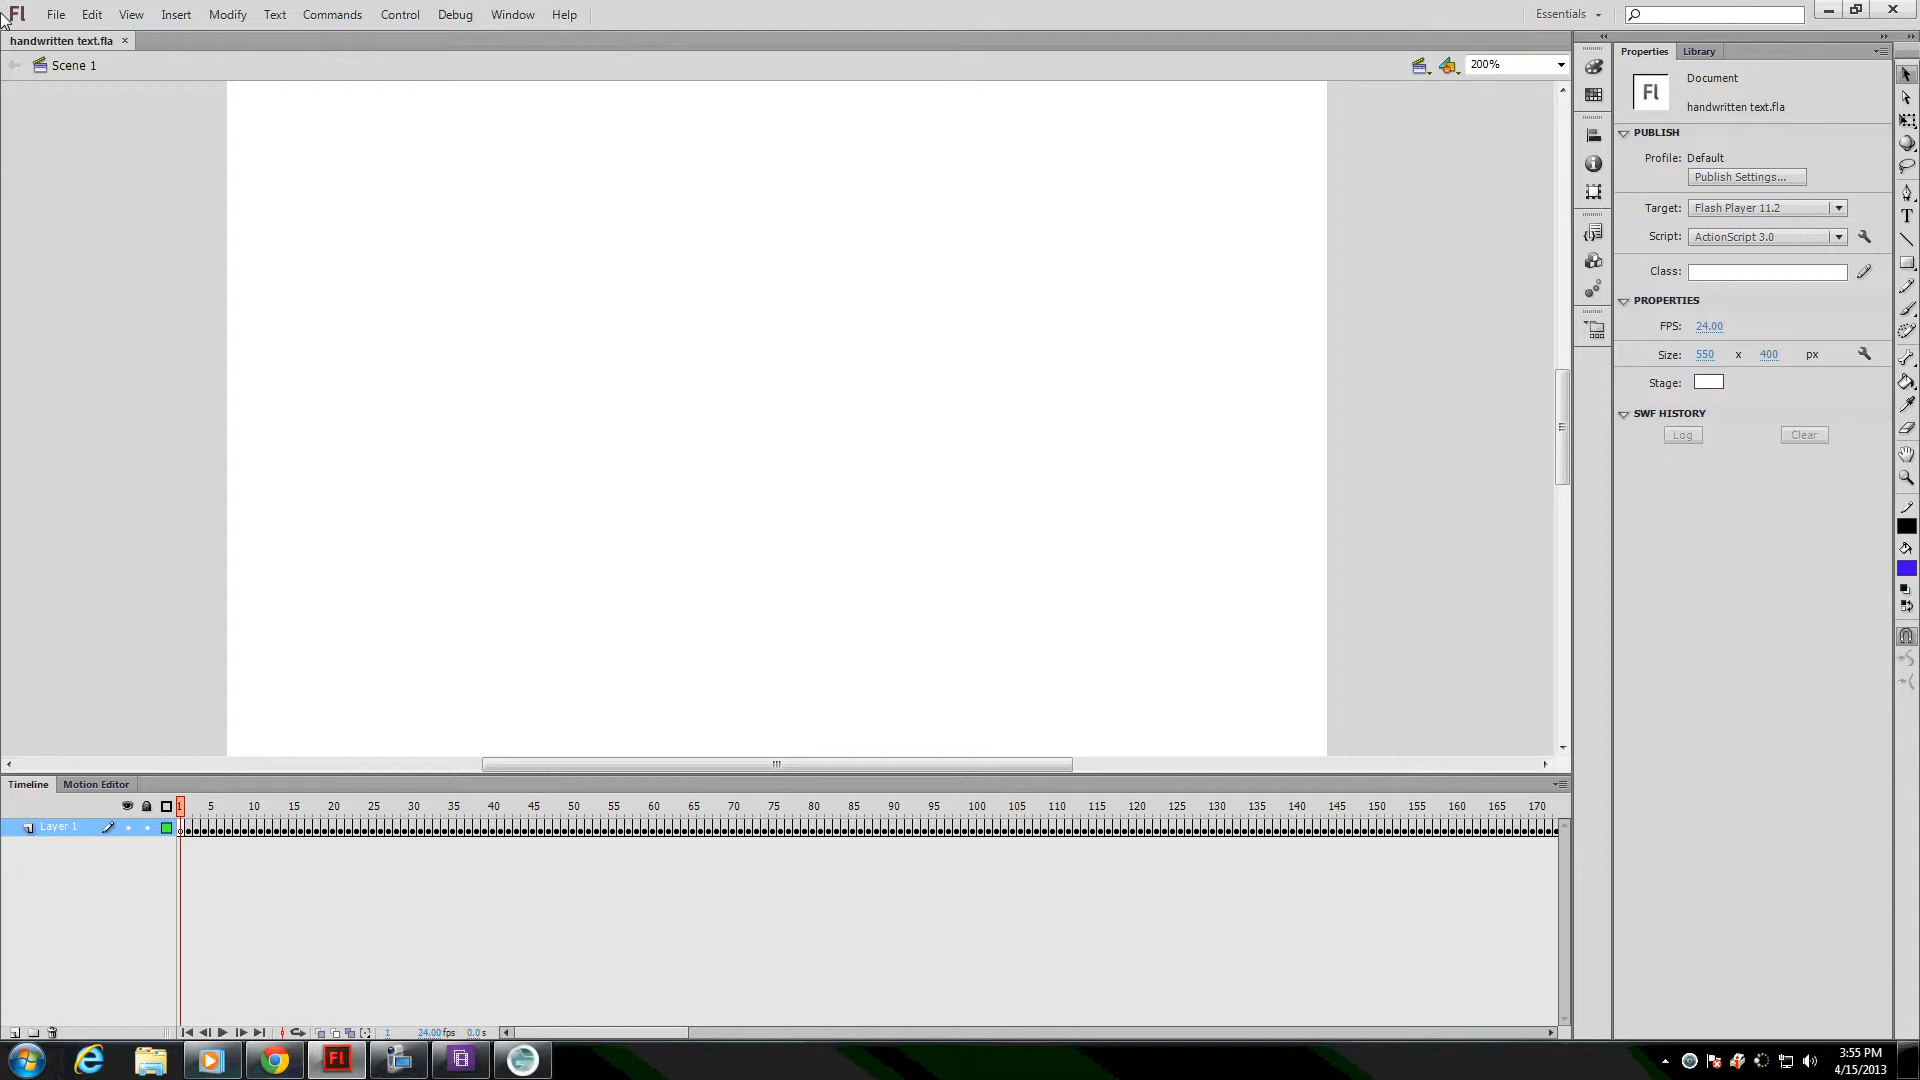 Fl File Edit View Insert Modify Text Commands Control Debug Window Help Essentials
handwritten text.fla
Scene 1 200%
Properties Library
Document
Fl
handwritten text.fla
PUBLISH
Profile: Default
Publish Settings...
Target: Flash Player 11.2
Script: ActionScript 3.0
Class:
PROPERTIES
FPS: 24.00
Size: 550 x 400 px
Stage:
SWF HISTORY
Log Clear
T
Timeline Motion Editor
1 5 10 15 20 25 30 35 40 45 50 55 60 65 70 75 80 85 90 95 100 105 110 115 120 125 130 135 140 145 150 155 160 165 170
Layer 1
1 24.00 fps 0.0 s
Fl
3:55 PM
4/15/2013